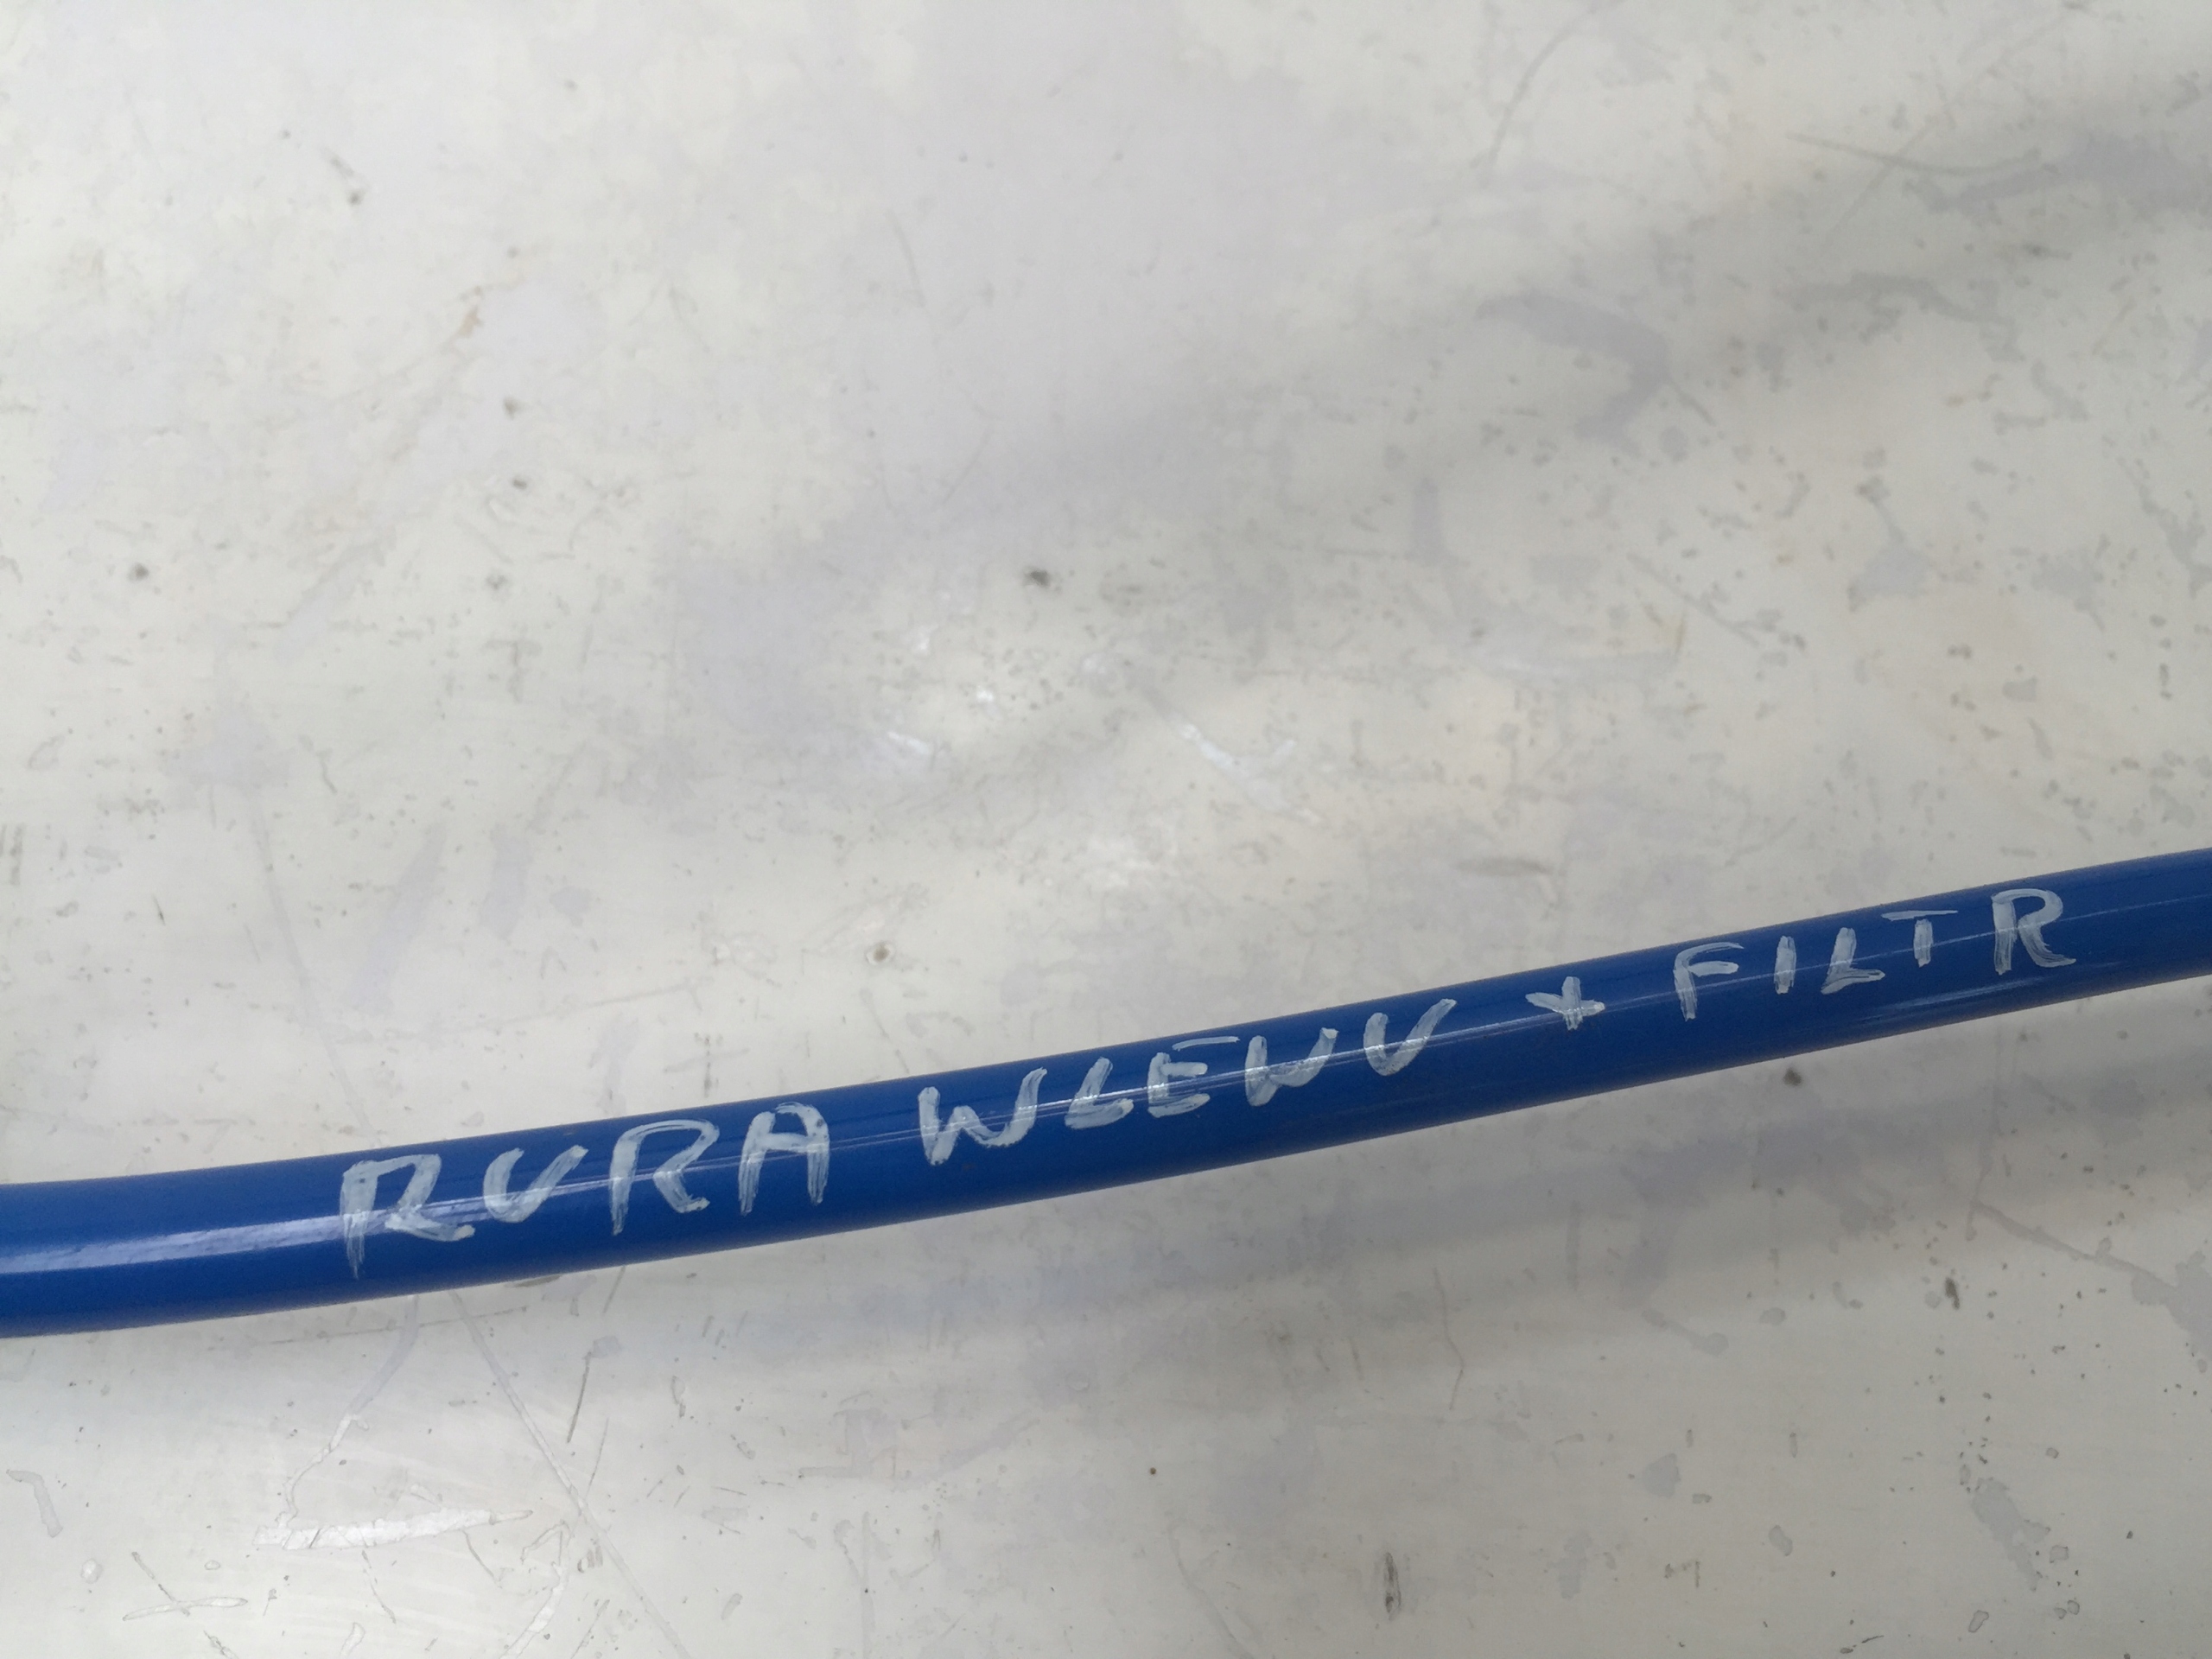 RURA WLEWU + FILTR